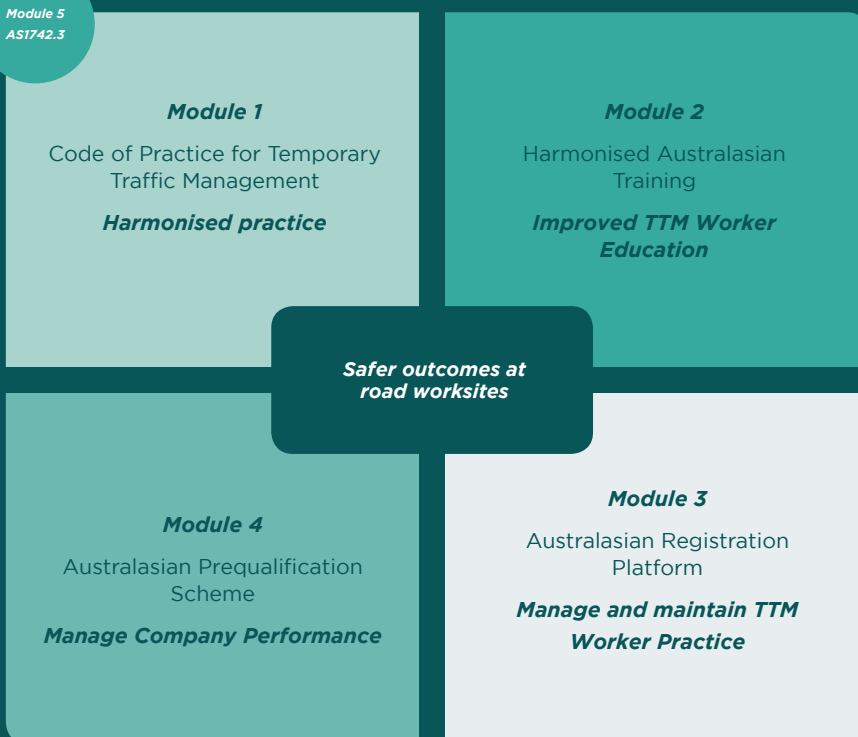 Module 5
AS1742.3
Module 1
Code of Practice for Temporary
Traffic Management
Harmonised practice
Module 2
Harmonised Australasian
Training
Improved TTM Worker
Education
Safer outcomes at
road worksites
Module 4
Australasian Prequalification
Scheme
Manage Company Performance
Module 3
Australasian Registration
Platform
Manage and maintain TTM
Worker Practice